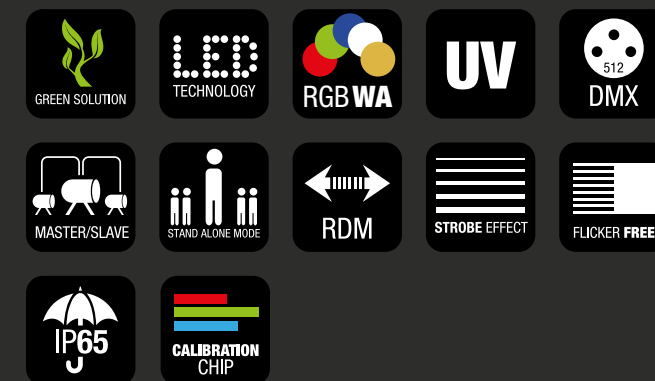 GREEN SOLUTION
LED
TECHNOLOGY
RGBWA
UV
512
DMX
MASTER/SLAVE
STAND ALONE MODE
RDM
STROBE EFFECT
FLICKER FREE
IP65
CALIBRATION
CHIP